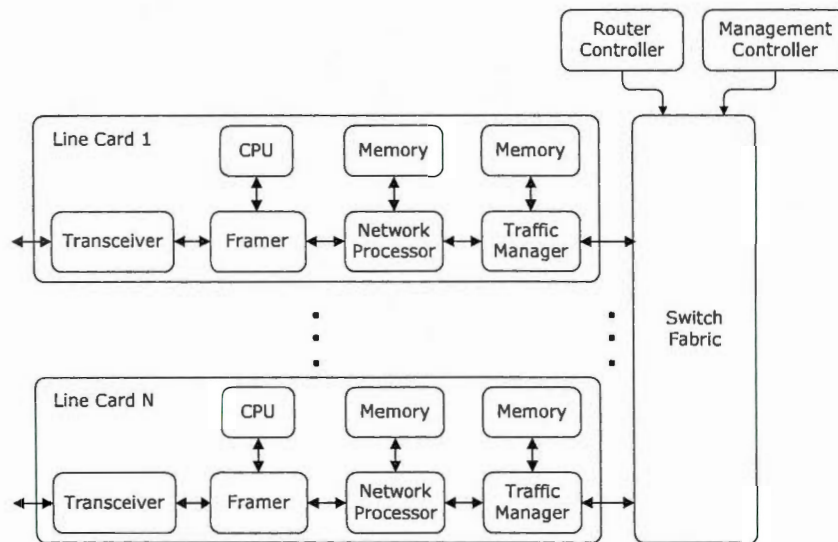 Router
Controller
Management
Controller
Line Card 1
CPU
Memory
Memory
Transceiver
Framer
Network
Processor
Traffic
Manager
Switch
Fabric
Line Card N
CPU
Memory
Memory
Transceiver
Framer
Network
Processor
Traffic
Manager